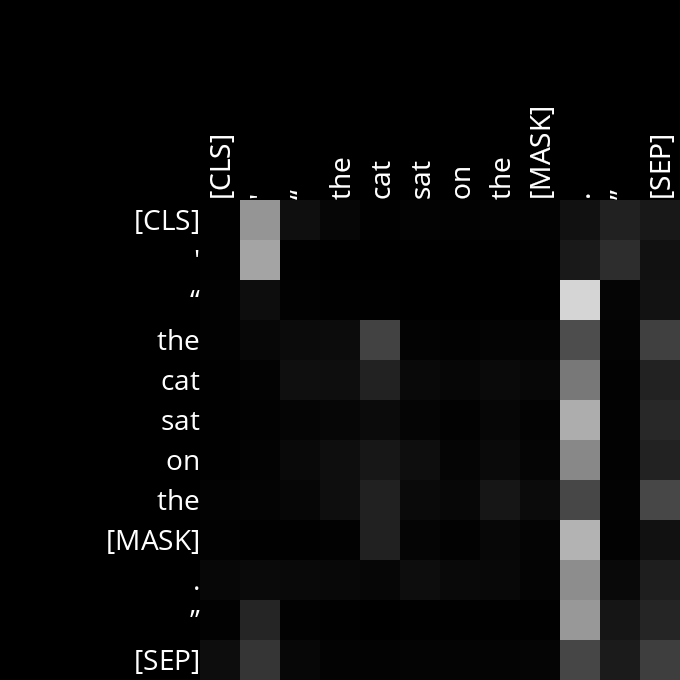 [CLS] ' “ the cat sat on the [MASK] . ” [SEP]
[CLS]
'
“
the
cat
sat
on
the
[MASK]
.
”
[SEP]